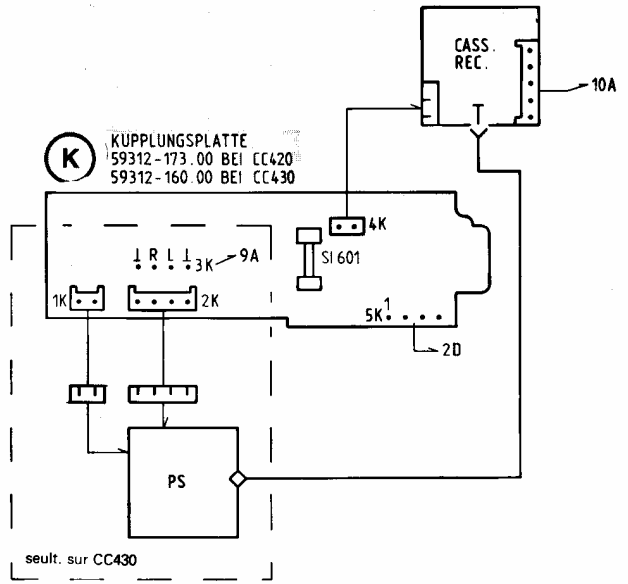 CASS.
REC.
10A
K
KUPPLUNGSPLATTE
59312-173.00 BEI CC420
59312-160.00 BEI CC430
4K
⊥ R L ⊥
3K
9A
SI 601
1K
2K
1
5K
2D
PS
seult. sur CC430